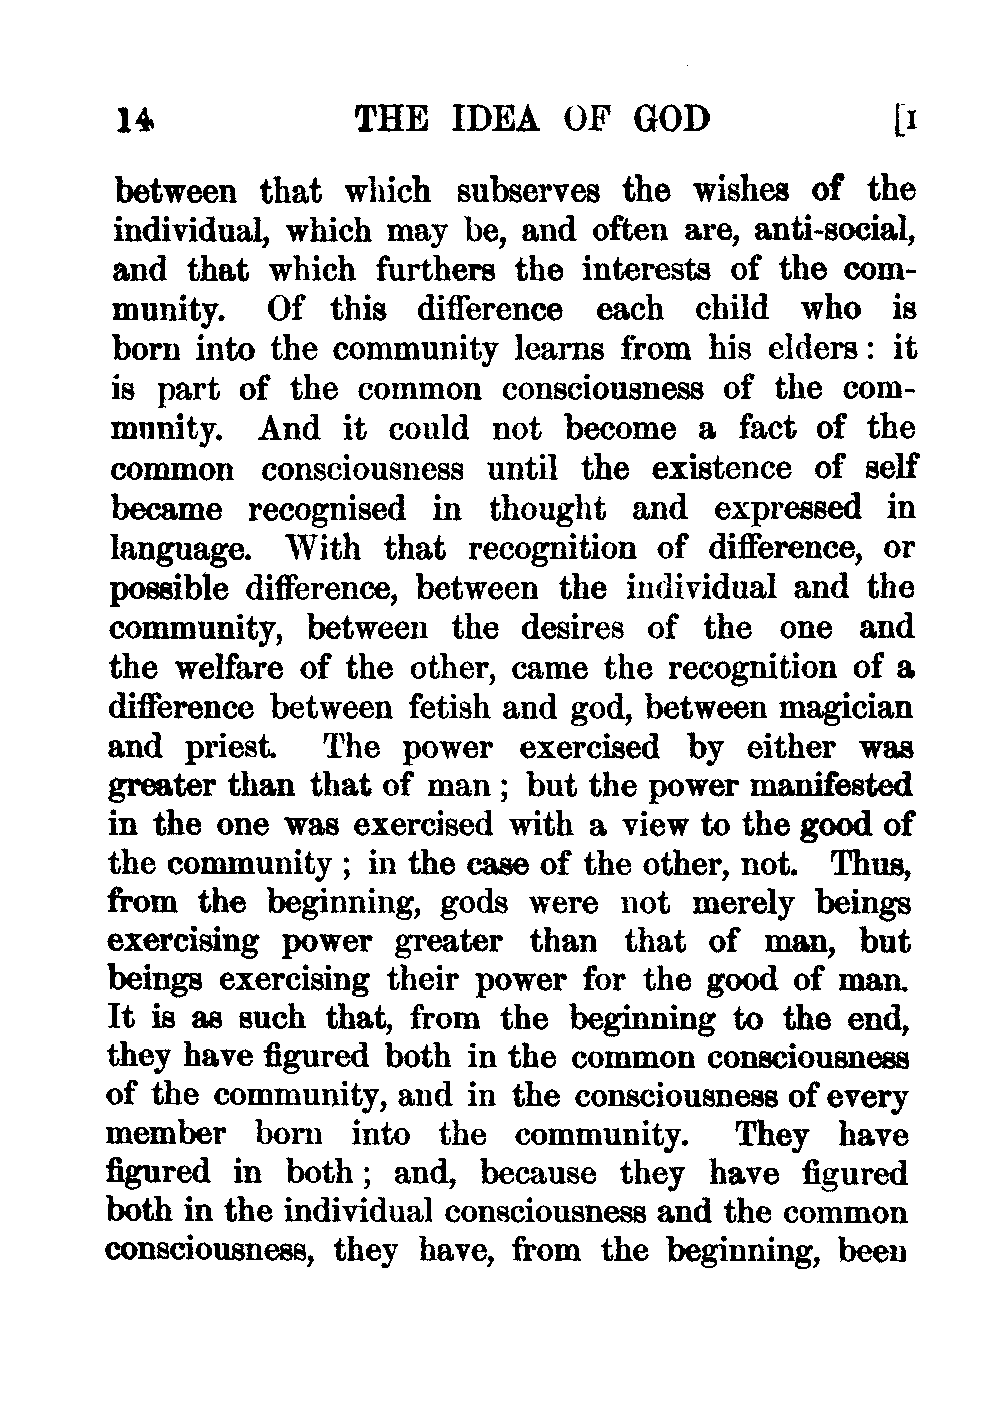 14 THE IDEA OF GOD [I
between that which subserves the wishes of the
individual, which may be, and often are, anti-social,
and that which furthers the interests of the com-
munity. Of this difference each child who is
born into the community learns from his elders : it
is part of the common consciousness of the com-
munity. And it could not become a fact of the
common consciousness until the existence of self
became recognised in thought and expressed in
language. With that recognition of difference, or
possible difference, between the individual and the
community, between the desires of the one and
the welfare of the other, came the recognition of a
difference between fetish and god, between magician
and priest. The power exercised by either was
greater than that of man ; but the power manifested
in the one was exercised with a view to the good of
the community ; in the case of the other, not. Thus,
from the beginning, gods were not merely beings
exercising power greater than that of man, but
beings exercising their power for the good of man.
It is as such that, from the beginning to the end,
they have figured both in the common consciousness
of the community, and in the consciousness of every
member born into the community. They have
figured in both ; and, because they have figured
both in the individual consciousness and the common
consciousness, they have, from the beginning, been